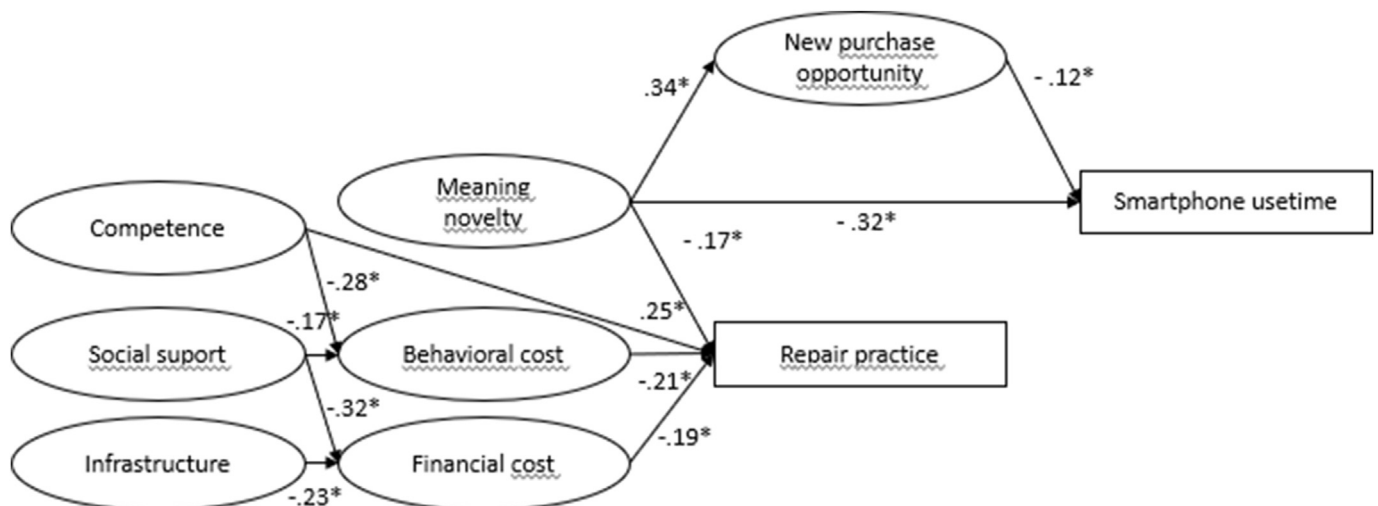 New purchase
opportunity
.34*
- .12*
Meaning
novelty
Smartphone usetime
- .32*
- .17*
Competence
-.28*
.25*
-.17*
Social suport
Behavioral cost
Repair practice
-.21*
-.32*
-.19*
Infrastructure
Financial cost
-.23*